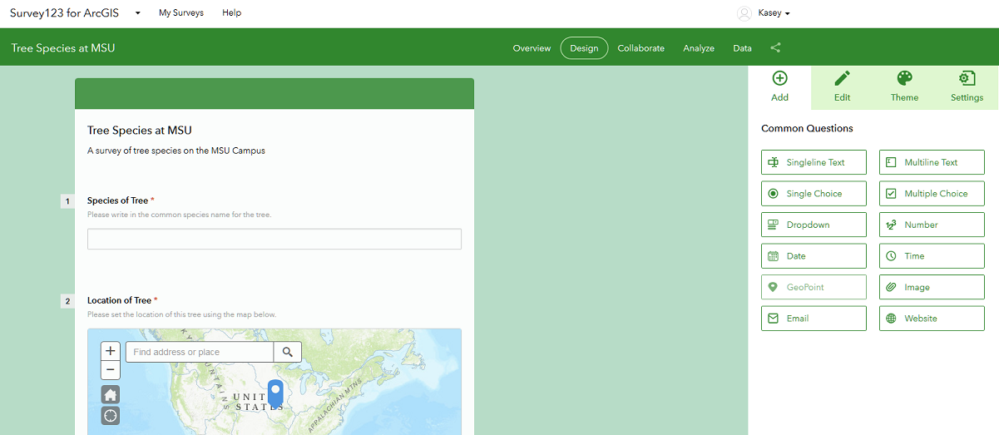 Survey123 for ArcGIS My Surveys Help Kasey
Tree Species at MSU Overview Design Collaborate Analyze Data
Add Edit Theme Settings
Tree Species at MSU
A survey of tree species on the MSU Campus
1 Species of Tree *
Please write in the common species name for the tree.
2 Location of Tree *
Please set the location of this tree using the map below.
+ Find address or place
−
UNIT
STATES
APPALACHIAN MTNS
Common Questions
Singleline Text Multiline Text
Single Choice Multiple Choice
Dropdown Number
Date Time
GeoPoint Image
Email Website